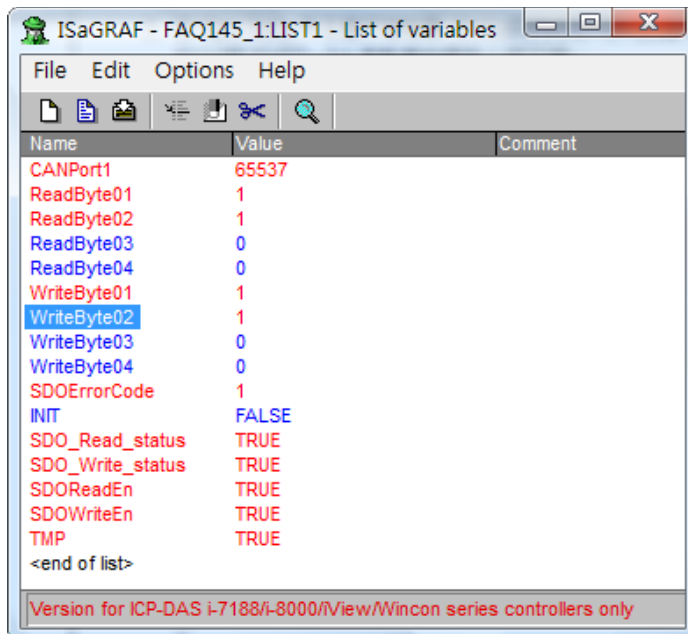 ISaGRAF - FAQ145_1:LIST1 - List of variables
File Edit Options Help
Name Value Comment
CANPort1 65537
ReadByte01 1
ReadByte02 1
ReadByte03 0
ReadByte04 0
WriteByte01 1
WriteByte02 1
WriteByte03 0
WriteByte04 0
SDOErrorCode 1
INIT FALSE
SDO_Read_status TRUE
SDO_Write_status TRUE
SDOReadEn TRUE
SDOWriteEn TRUE
TMP TRUE
<end of list>
Version for ICP-DAS i-7188/i-8000/iView/Wincon series controllers only